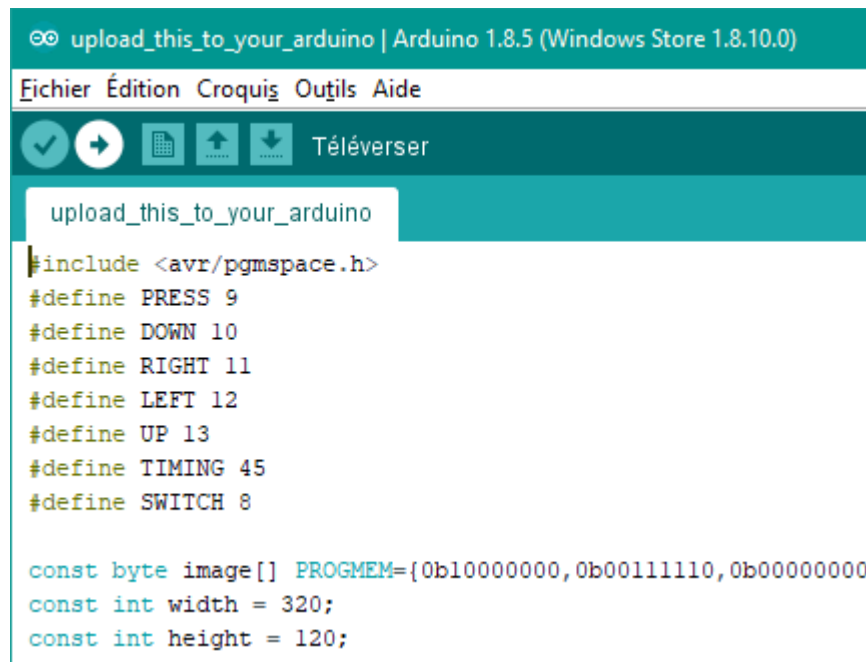 upload_this_to_your_arduino | Arduino 1.8.5 (Windows Store 1.8.10.0)
Fichier Édition Croquis Outils Aide
Téléverser
upload_this_to_your_arduino
#include <avr/pgmspace.h>
#define PRESS 9
#define DOWN 10
#define RIGHT 11
#define LEFT 12
#define UP 13
#define TIMING 45
#define SWITCH 8
const byte image[] PROGMEM={0b10000000,0b00111110,0b00000000
const int width = 320;
const int height = 120;